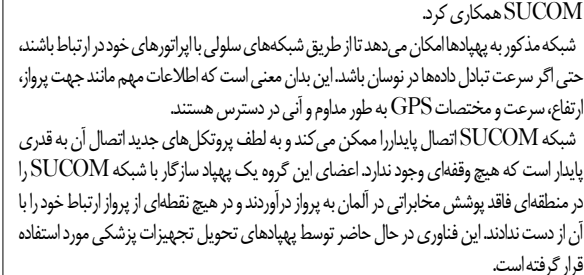 SUCOM همکاری کرد.
شبکه مذکور به پهپادها امکان می‌دهد تا از طریق شبکه‌های سلولی با اپراتورهای خود در ارتباط باشند،
حتی اگر سرعت تبادل داده‌ها در نوسان باشد. این بدان معنی است که اطلاعات مهم مانند جهت پرواز،
ارتفاع، سرعت و مختصات GPS به طور مداوم و آنی در دسترس هستند.
شبکه SUCOM اتصال پایدار را ممکن می‌کند و به لطف پروتکل‌های جدید اتصال آن به قدری
پایدار است که هیچ وقفه‌ای وجود ندارد. اعضای این گروه یک پهپاد سازگار با شبکه SUCOM را
در منطقه‌ای فاقد پوشش مخابراتی در آلمان به پرواز درآوردند و در هیچ نقطه‌ای از پرواز ارتباط خود را با
آن از دست ندادند. این فناوری در حال حاضر توسط پهپادهای تحویل تجهیزات پزشکی مورد استفاده
قرار گرفته است.